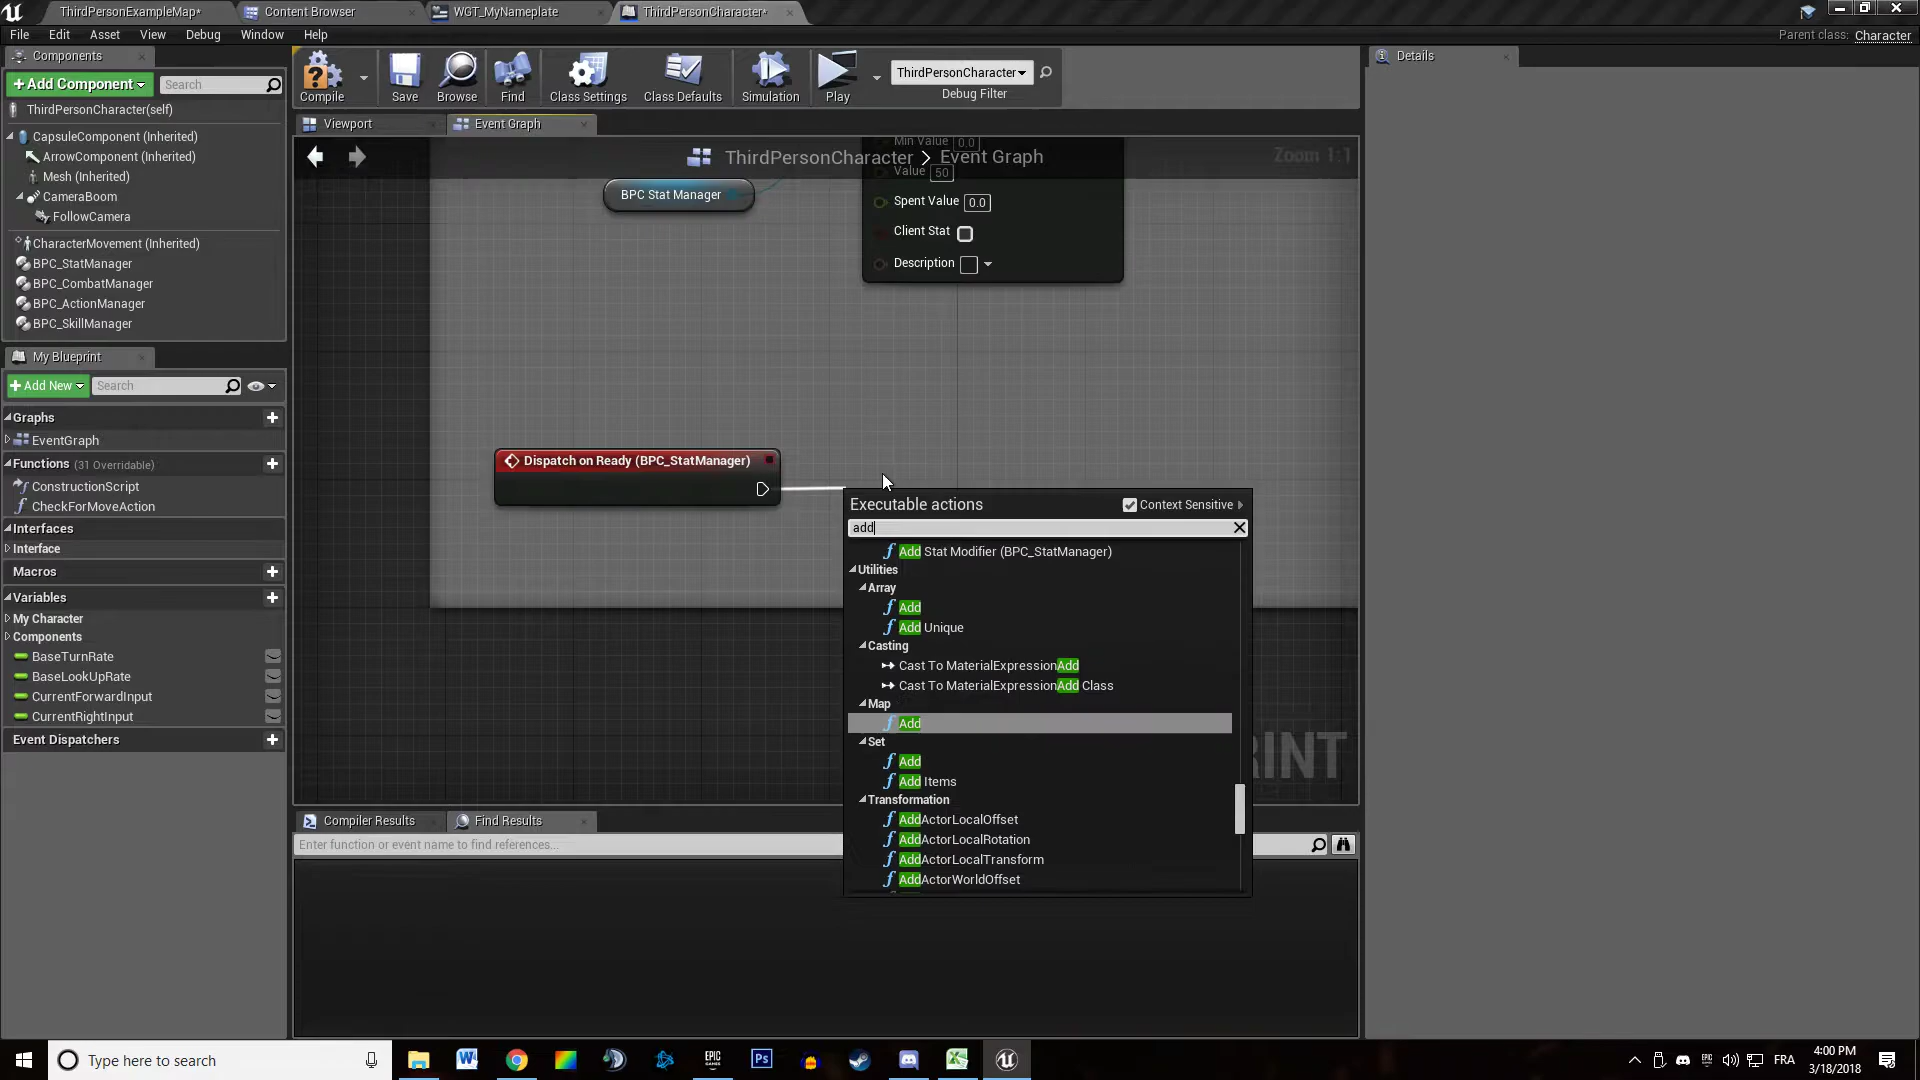 ThirdPersonExampleMap*
Content Browser
WGT_MyNameplate
ThirdPersonCharacter*
File Edit Asset View Debug Window Help
Parent class: Character
Components
+Add Component
Search
ThirdPersonCharacter(self)
CapsuleComponent (Inherited)
ArrowComponent (Inherited)
Mesh (Inherited)
CameraBoom
FollowCamera
CharacterMovement (Inherited)
BPC_StatManager
BPC_CombatManager
BPC_ActionManager
BPC_SkillManager
My Blueprint
+Add New
Search
Graphs
EventGraph
Functions (31 Overridable)
ConstructionScript
CheckForMoveAction
Interfaces
Interface
Macros
Variables
My Character
Components
BaseTurnRate
BaseLookUpRate
CurrentForwardInput
CurrentRightInput
Event Dispatchers
Compile
Save
Browse
Find
Class Settings
Class Defaults
Simulation
Play
ThirdPersonCharacter
Debug Filter
Viewport
Event Graph
ThirdPersonCharacter > Event Graph
Zoom 1:1
BPC Stat Manager
Min Value 0.0
Value 50
Spent Value 0.0
Client Stat
Description
Dispatch on Ready (BPC_StatManager)
Executable actions
Context Sensitive
add
Add Stat Modifier (BPC_StatManager)
Utilities
Array
Add
Add Unique
Casting
Cast To MaterialExpressionAdd
Cast To MaterialExpressionAdd Class
Map
Add
Set
Add
Add Items
Transformation
AddActorLocalOffset
AddActorLocalRotation
AddActorLocalTransform
AddActorWorldOffset
Compiler Results
Find Results
Enter function or event name to find references...
Details
Type here to search
EPIC
GAMES
Ps
FRA
4:00 PM
3/18/2018